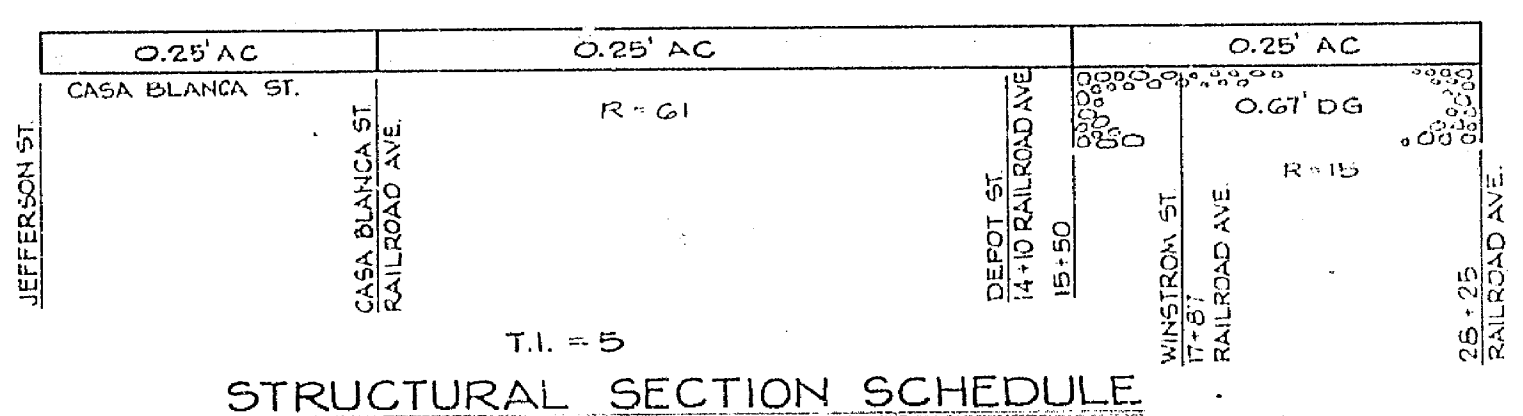 0.25' AC
0.25' AC
0.25' AC
CASA BLANCA ST.
R = 61
0.67' DG
R = 15
JEFFERSON ST.
CASA BLANCA ST.
RAILROAD AVE.
DEPOT ST.
14+10 RAILROAD AVE.
15+50
WINSTROM ST.
17+87
RAILROAD AVE.
28+25
RAILROAD AVE.
T.I. = 5
STRUCTURAL SECTION SCHEDULE